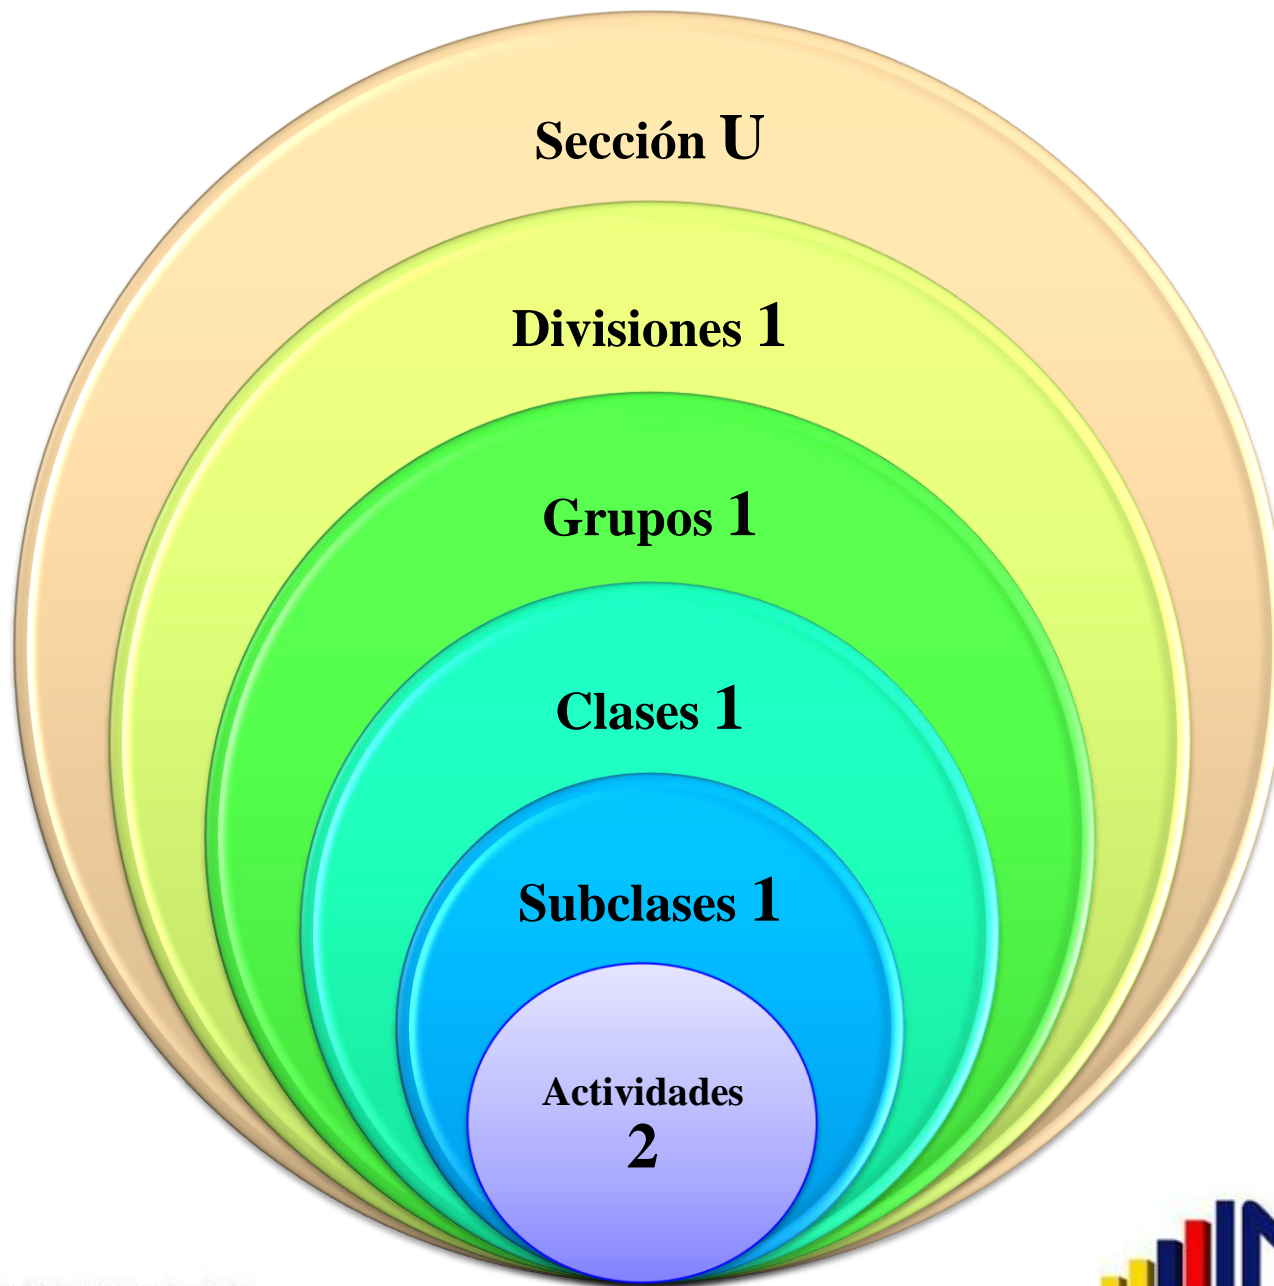 Sección U
Divisiones 1
Grupos 1
Clases 1
Subclases 1
Actividades
2